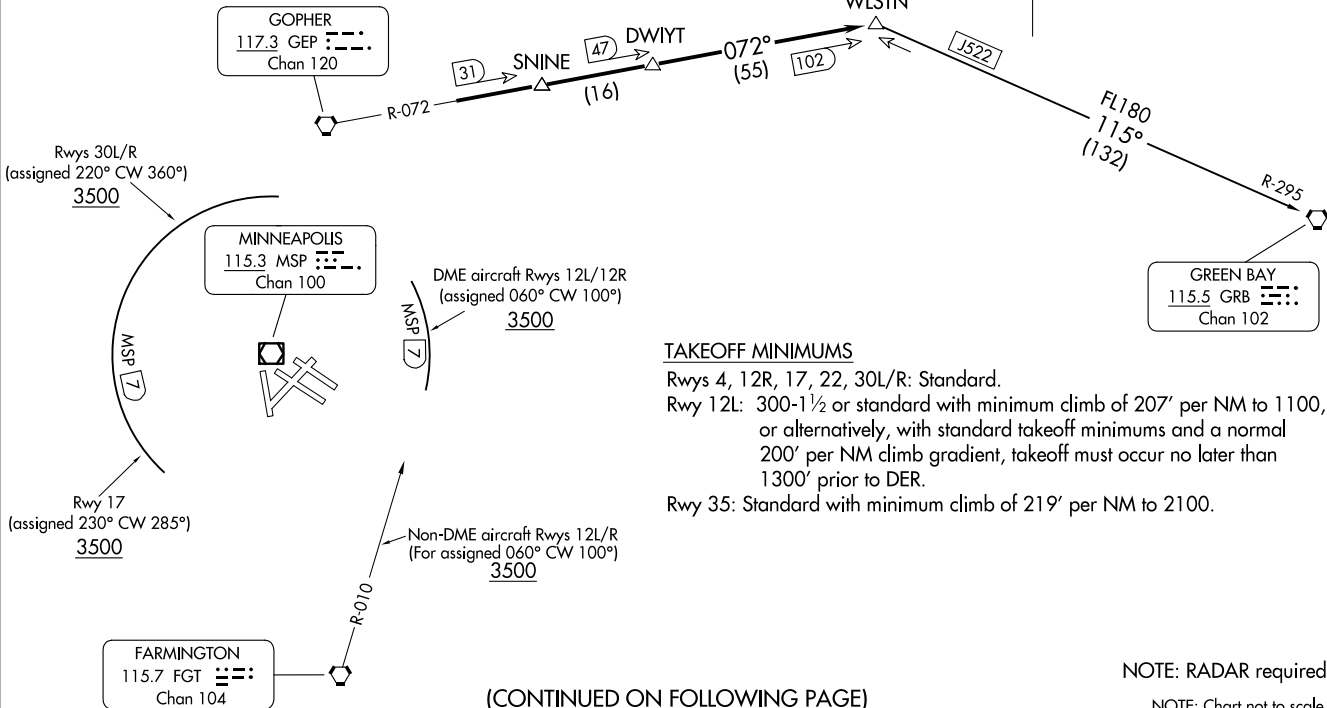 GOPHER
117.3 GEP
Chan 120
R-072
31
SNINE
(16)
47
DWIYT
072°
(55)
102
WLSTN
J522
FL180
115°
(132)
R-295
GREEN BAY
115.5 GRB
Chan 102
Rwys 30L/R
(assigned 220° CW 360°)
3500
MINNEAPOLIS
115.3 MSP
Chan 100
DME aircraft Rwys 12L/12R
(assigned 060° CW 100°)
3500
MSP 7
MSP 7
Rwy 17
(assigned 230° CW 285°)
3500
TAKEOFF MINIMUMS
Rwys 4, 12R, 17, 22, 30L/R: Standard.
Rwy 12L: 300-1½ or standard with minimum climb of 207' per NM to 1100,
or alternatively, with standard takeoff minimums and a normal
200' per NM climb gradient, takeoff must occur no later than
1300' prior to DER.
Rwy 35: Standard with minimum climb of 219' per NM to 2100.
Non-DME aircraft Rwys 12L/R
(For assigned 060° CW 100°)
3500
R-010
FARMINGTON
115.7 FGT
Chan 104
(CONTINUED ON FOLLOWING PAGE)
NOTE: RADAR required
NOTE: Chart not to scale